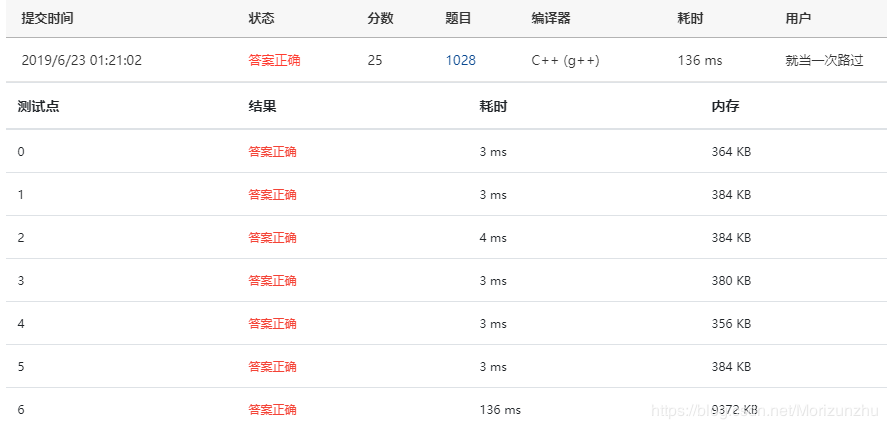 提交时间 状态 分数 题目 编译器 耗时 用户
2019/6/23 01:21:02 答案正确 25 1028 C++ (g++) 136 ms 就当一次路过
测试点 结果 耗时 内存
0 答案正确 3 ms 364 KB
1 答案正确 3 ms 384 KB
2 答案正确 4 ms 384 KB
3 答案正确 3 ms 380 KB
4 答案正确 3 ms 356 KB
5 答案正确 3 ms 384 KB
6 答案正确 136 ms 9372 KB
https://blog.csdn.net/Morizunzhu